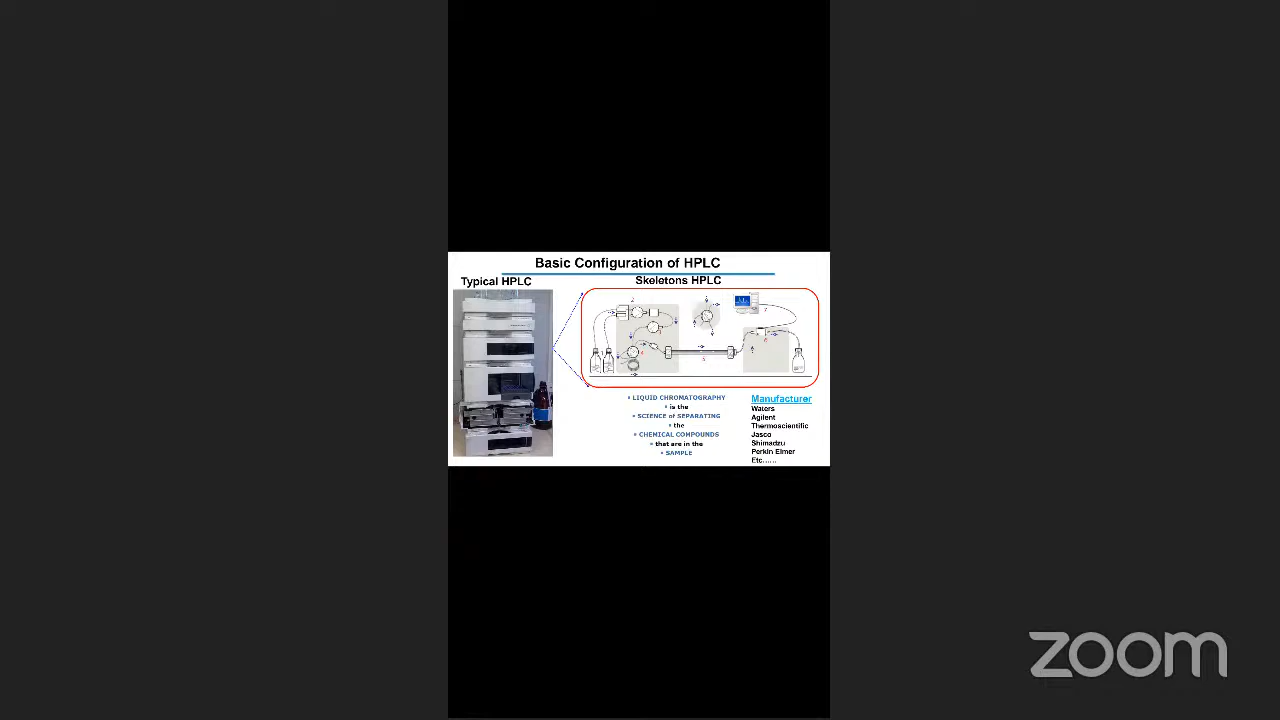 Basic Configuration of HPLC
Typical HPLC
Skeletons HPLC
• LIQUID CHROMATOGRAPHY
• is the
• SCIENCE of SEPARATING
• the
• CHEMICAL COMPOUNDS
• that are in the
• SAMPLE
Manufacturer
Waters
Agilent
Thermoscientific
Jasco
Shimadzu
Perkin Elmer
Etc......
zoom